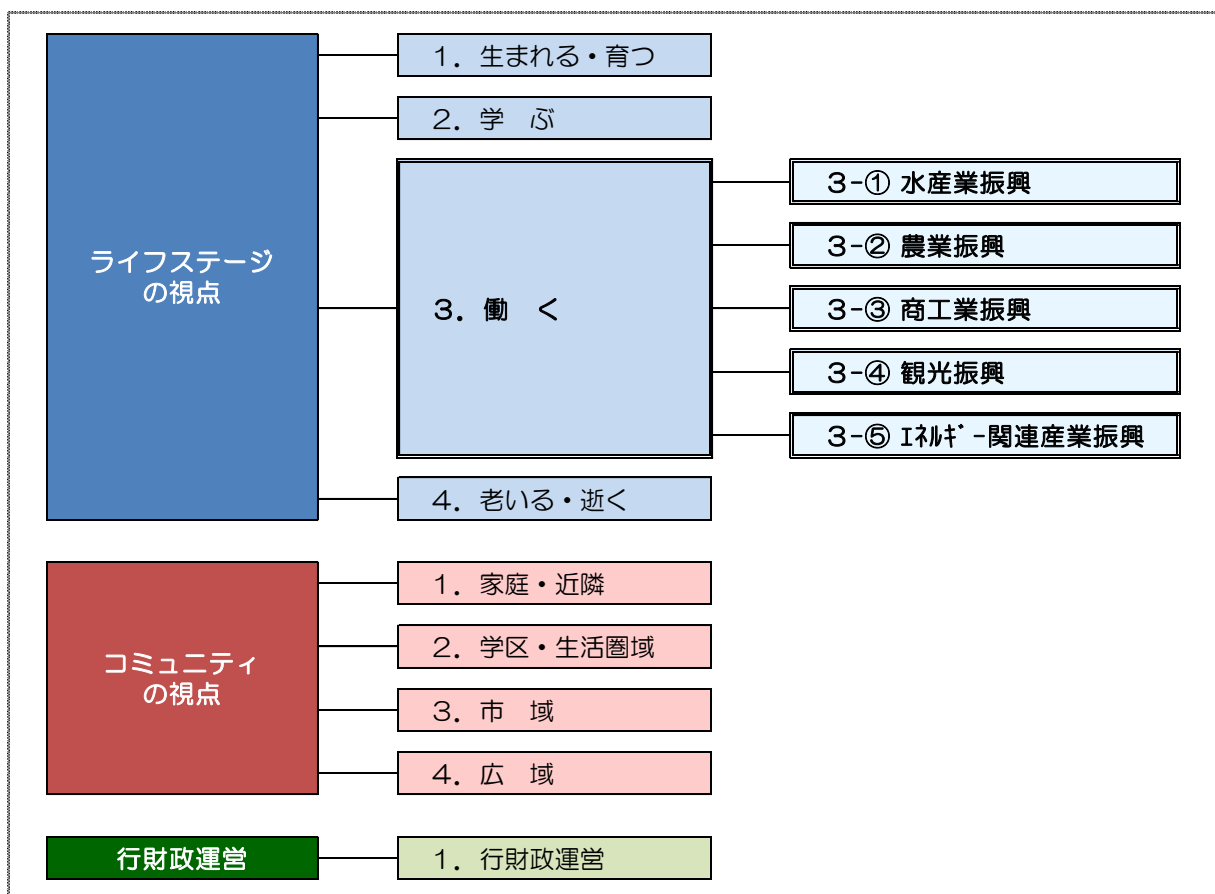 ライフステージ
の視点
１．生まれる・育つ
２．学　ぶ
３．働　く
３-① 水産業振興
３-② 農業振興
３-③ 商工業振興
３-④ 観光振興
３-⑤ ｴﾈﾙｷﾞｰ関連産業振興
４．老いる・逝く
コミュニティ
の視点
１．家庭・近隣
２．学区・生活圏域
３．市　域
４．広　域
行財政運営
１．行財政運営